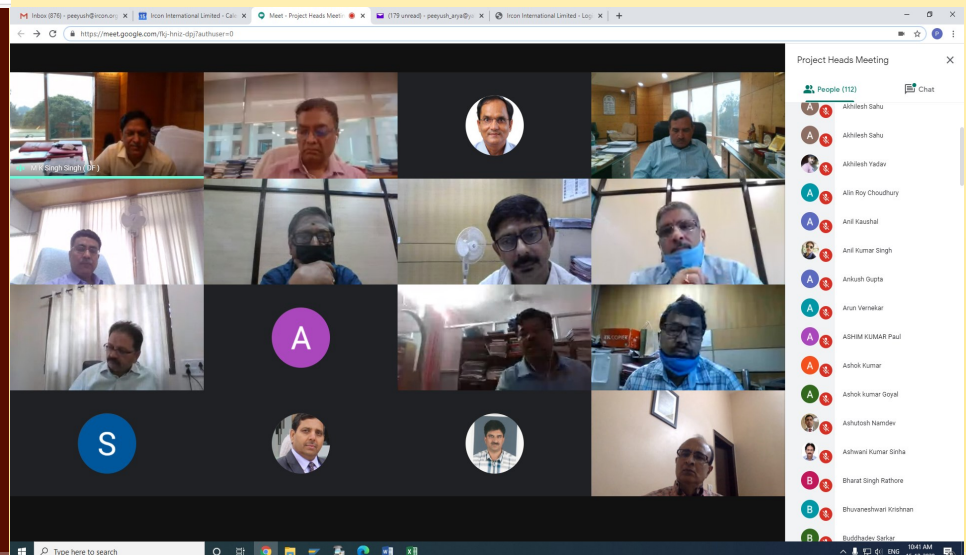 Inbox (876) - peeyush@ircon.org
Ircon International Limited - Cale
Meet - Project Heads Meetin
(179 unread) - peeyush_arya@ya
Ircon International Limited - Log
https://meet.google.com/fkj-hniz-dpj?authuser=0
P
Project Heads Meeting
People (112)
Chat
M K Singh Singh ( DF )
A
S
A Akhilesh Sahu
A Akhilesh Sahu
Akhilesh Yadav
A Alin Roy Choudhury
A Anil Kaushal
Anil Kumar Singh
A Ankush Gupta
A Arun Vernekar
A ASHIM KUMAR Paul
A Ashok Kumar
A Ashok kumar Goyal
Ashutosh Namdev
Ashwani Kumar Sinha
B Bharat Singh Rathore
B Bhuvaneshwari Krishnan
B Buddhadev Sarkar
Type here to search
ENG
10:41 AM